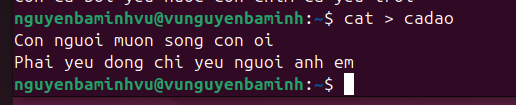 nguyenbaminhvu@vunguyenbaminh:~$ cat > cadao
Con nguoi muon song con oi
Phai yeu dong chi yeu nguoi anh em
nguyenbaminhvu@vunguyenbaminh:~$